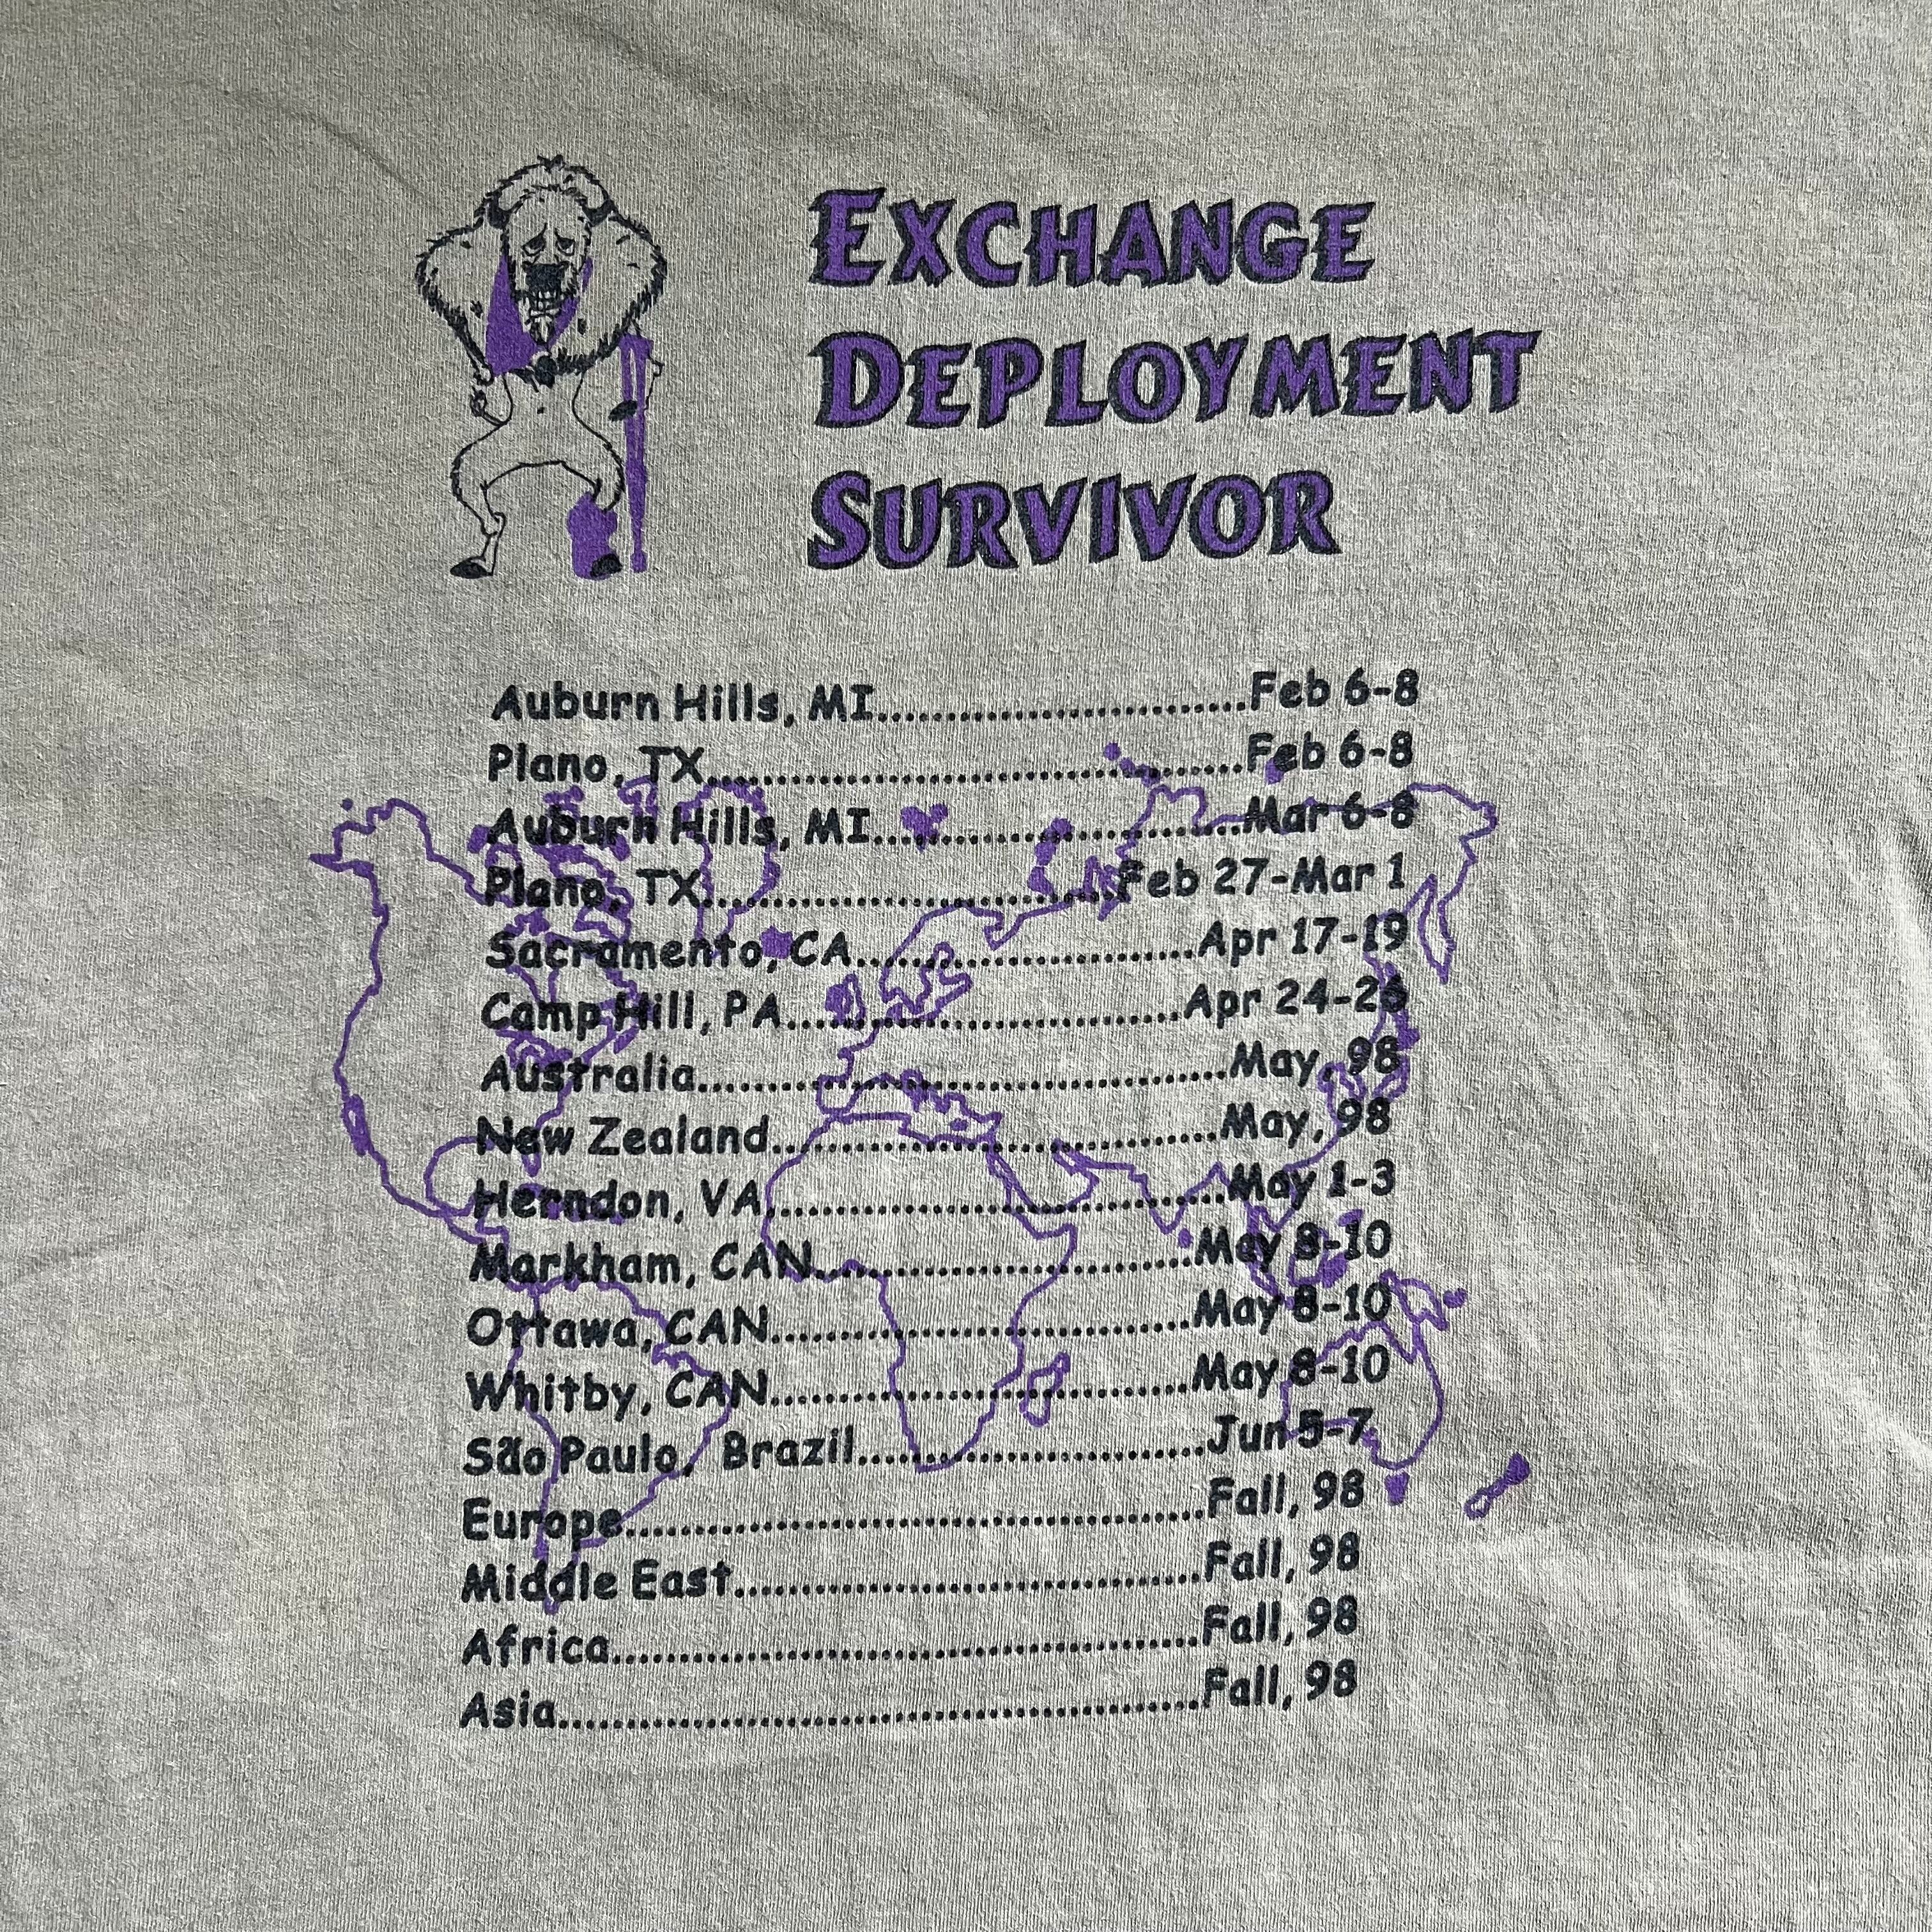 EXCHANGE
DEPLOYMENT
SURVIVOR
Auburn Hills, MI..............................Feb 6-8
Plano, TX..............................Feb 6-8
Auburn Hills, MI..............................Mar 6-8
Plano, TX..............................Feb 27-Mar 1
Sacramento, CA..............................Apr 17-19
Camp Hill, PA..............................Apr 24-26
Australia..............................May, 98
New Zealand..............................May, 98
Herndon, VA..............................May 1-3
Markham, CAN..............................May 8-10
Ottawa, CAN..............................May 8-10
Whitby, CAN..............................May 8-10
São Paulo, Brazil..............................Jun 5-7
Europe..............................Fall, 98
Middle East..............................Fall, 98
Africa..............................Fall, 98
Asia..............................Fall, 98